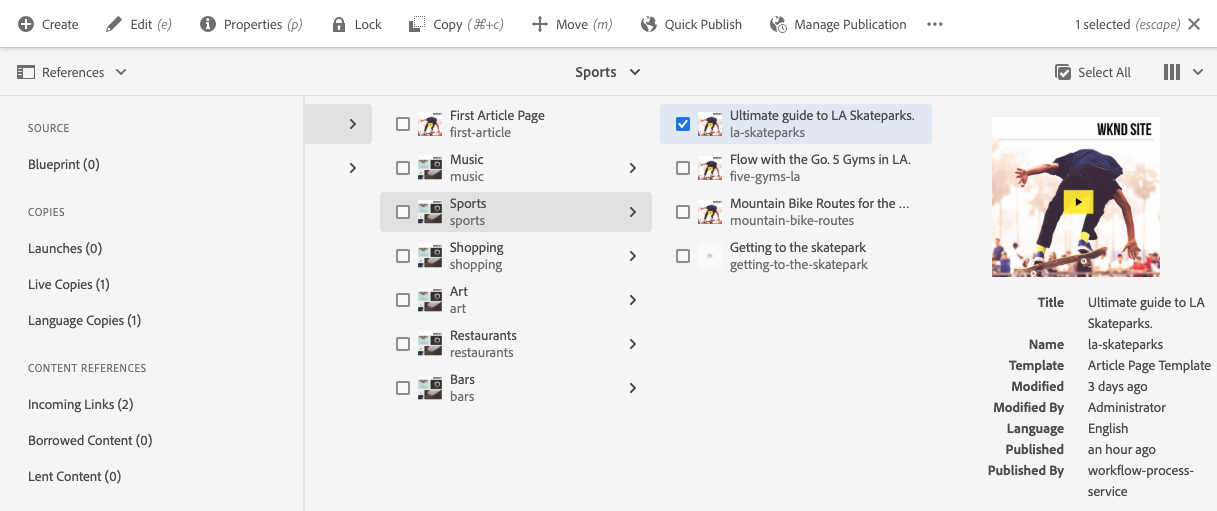 Create
Edit (e)
Properties (p)
Lock
Copy (⌘+c)
Move (m)
Quick Publish
Manage Publication
1 selected (escape)
References
Sports
Select All
SOURCE
Blueprint (0)
COPIES
Launches (0)
Live Copies (1)
Language Copies (1)
CONTENT REFERENCES
Incoming Links (2)
Borrowed Content (0)
Lent Content (0)
First Article Page
first-article
Music
music
Sports
sports
Shopping
shopping
Art
art
Restaurants
restaurants
Bars
bars
Ultimate guide to LA Skateparks.
la-skateparks
Flow with the Go. 5 Gyms in LA.
five-gyms-la
Mountain Bike Routes for the ...
mountain-bike-routes
Getting to the skatepark
getting-to-the-skatepark
WKND SITE
Title Ultimate guide to LA
Skateparks.
Name la-skateparks
Template Article Page Template
Modified 3 days ago
Modified By Administrator
Language English
Published an hour ago
Published By workflow-process-
service